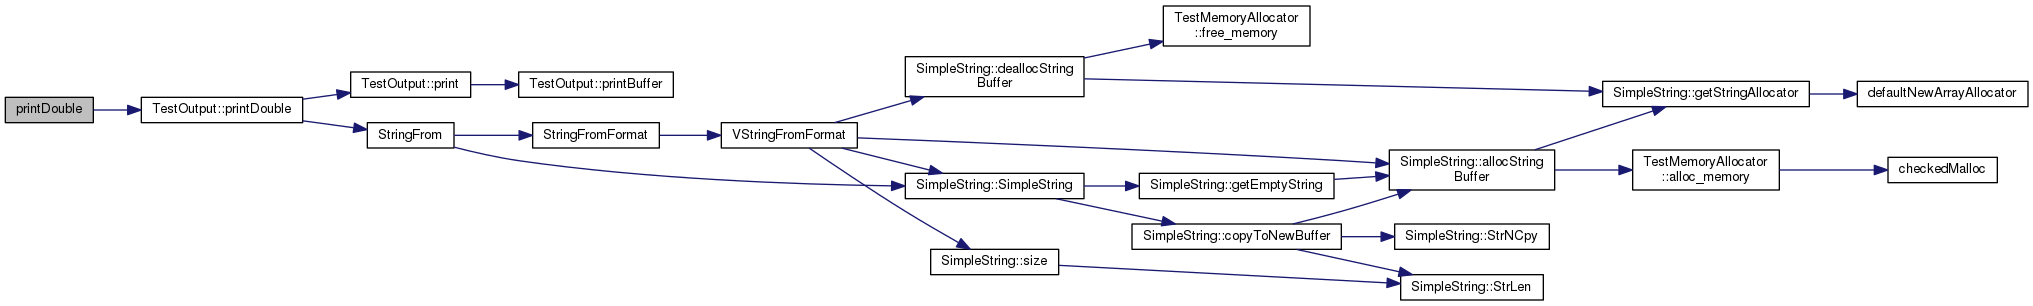 printDouble
TestOutput::printDouble
TestOutput::print
StringFrom
TestOutput::printBuffer
StringFromFormat
VStringFromFormat
SimpleString::deallocString
Buffer
SimpleString::SimpleString
SimpleString::size
TestMemoryAllocator
::free_memory
SimpleString::getEmptyString
SimpleString::copyToNewBuffer
SimpleString::allocString
Buffer
SimpleString::StrNCpy
SimpleString::StrLen
SimpleString::getStringAllocator
TestMemoryAllocator
::alloc_memory
defaultNewArrayAllocator
checkedMalloc